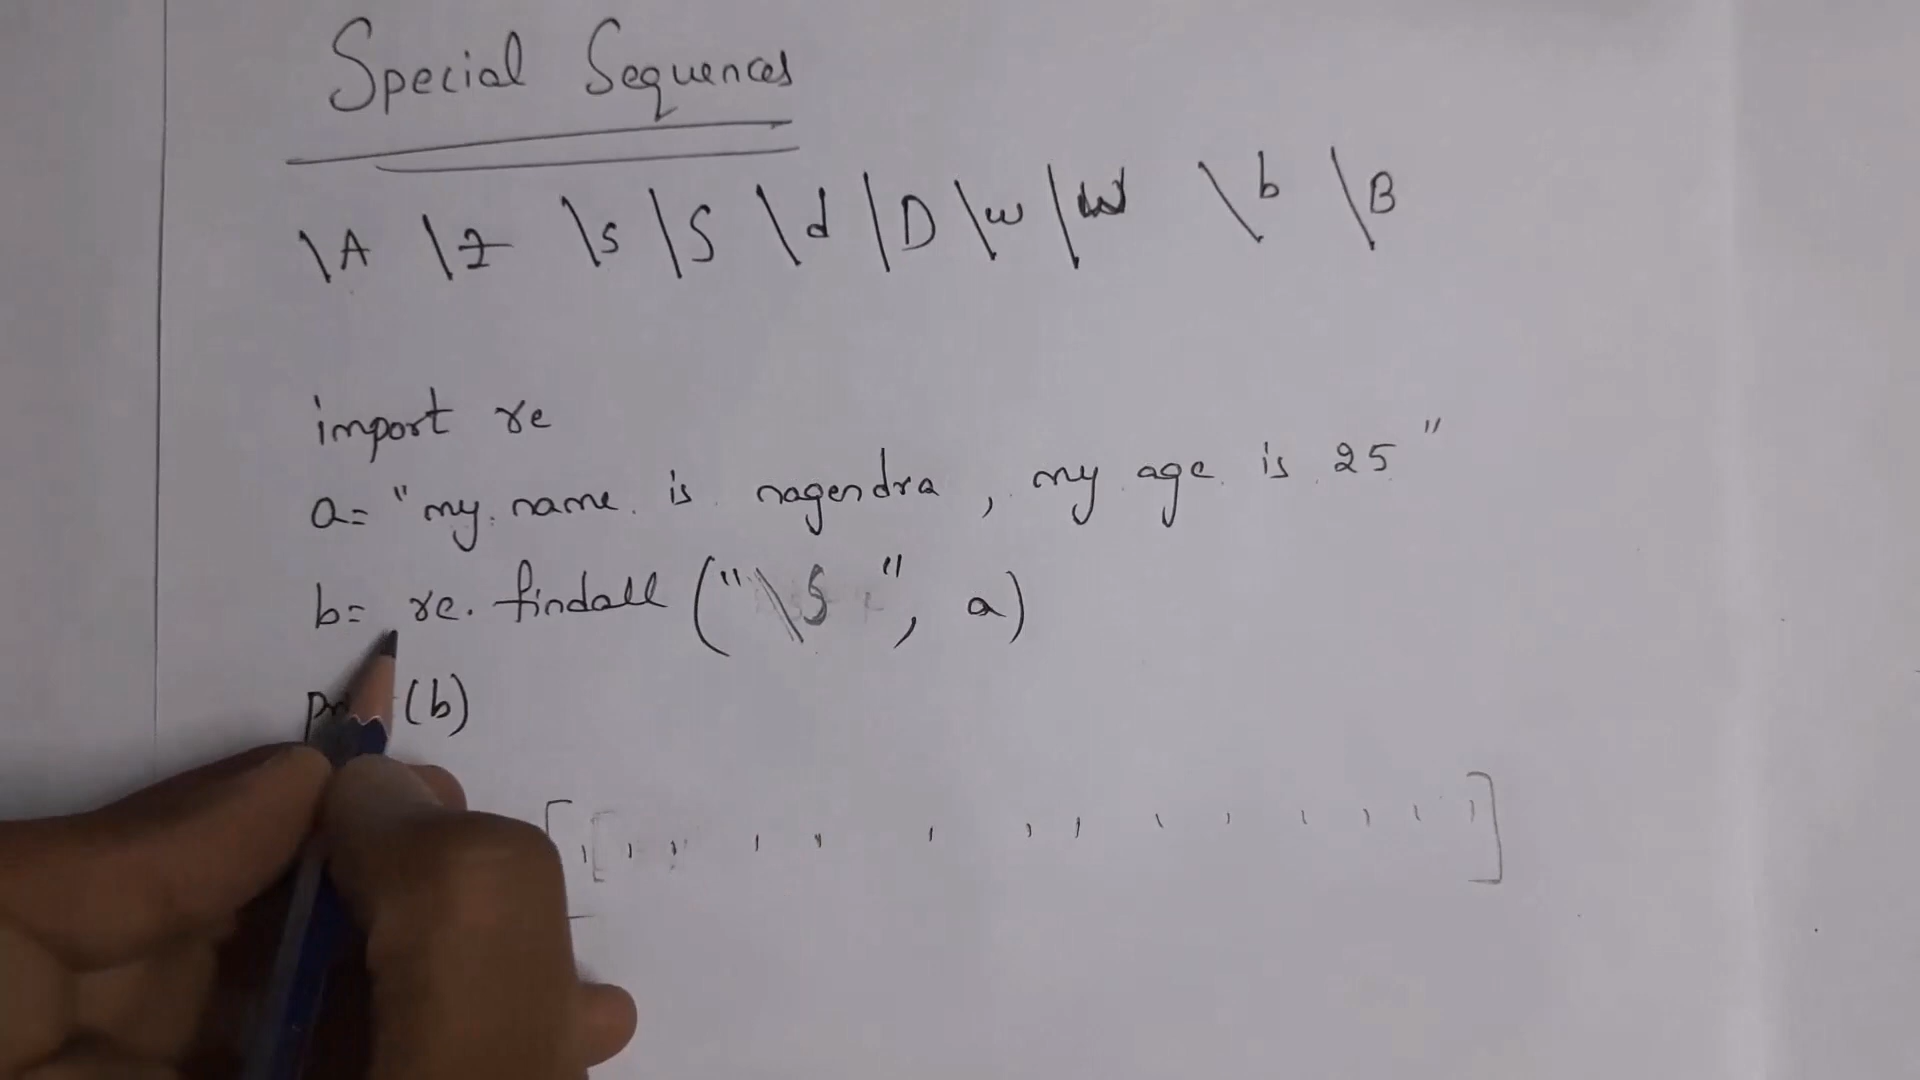 Special Sequences
\A \Z \s \S \d \D \w \W \b \B
import re
a= "my name is nagendra, my age is 25"
b= re.findall("\S", a)
(b)
[[, , , , , , , , , , , , , ,]